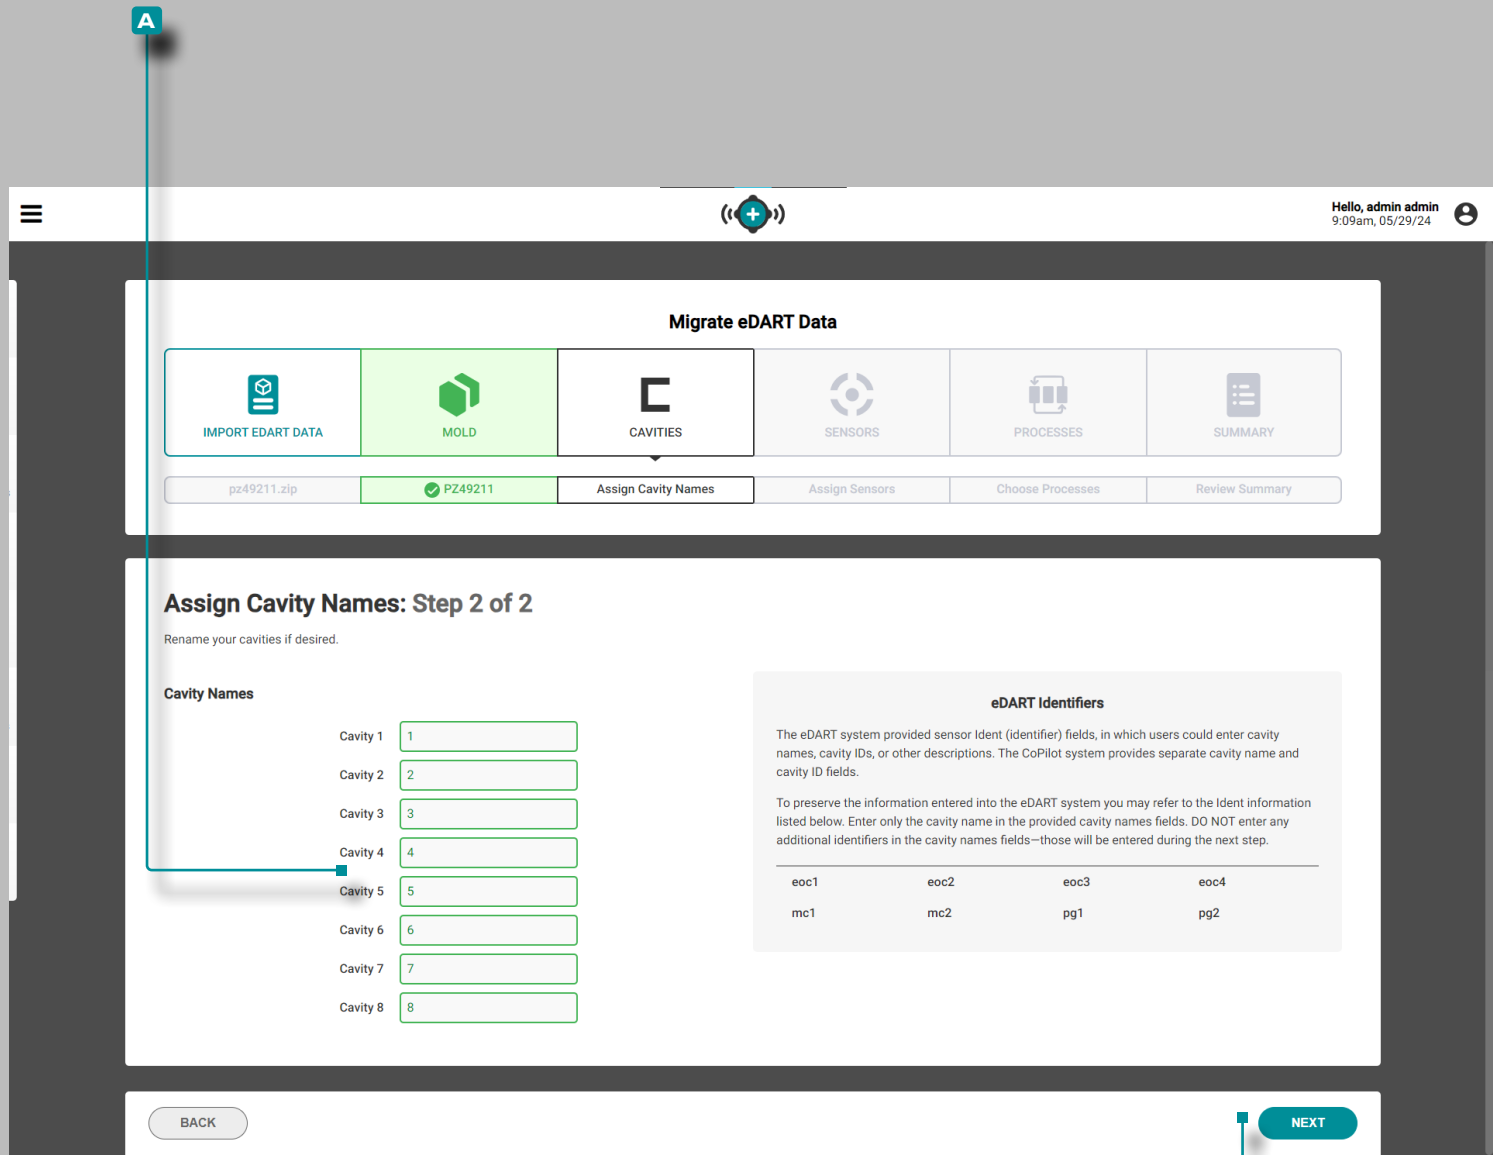 A
Hello, admin admin
9:09am, 05/29/24
Migrate eDART Data
IMPORT EDART DATA
MOLD
CAVITIES
SENSORS
PROCESSES
SUMMARY
pz49211.zip
PZ49211
Assign Cavity Names
Assign Sensors
Choose Processes
Review Summary
Assign Cavity Names: Step 2 of 2
Rename your cavities if desired.
Cavity Names
Cavity 1 1
Cavity 2 2
Cavity 3 3
Cavity 4 4
Cavity 5 5
Cavity 6 6
Cavity 7 7
Cavity 8 8
eDART Identifiers
The eDART system provided sensor Ident (identifier) fields, in which users could enter cavity
names, cavity IDs, or other descriptions. The CoPilot system provides separate cavity name and
cavity ID fields.
To preserve the information entered into the eDART system you may refer to the Ident information
listed below. Enter only the cavity name in the provided cavity names fields. DO NOT enter any
additional identifiers in the cavity names fields—those will be entered during the next step.
eoc1 eoc2 eoc3 eoc4
mc1 mc2 pg1 pg2
BACK
NEXT